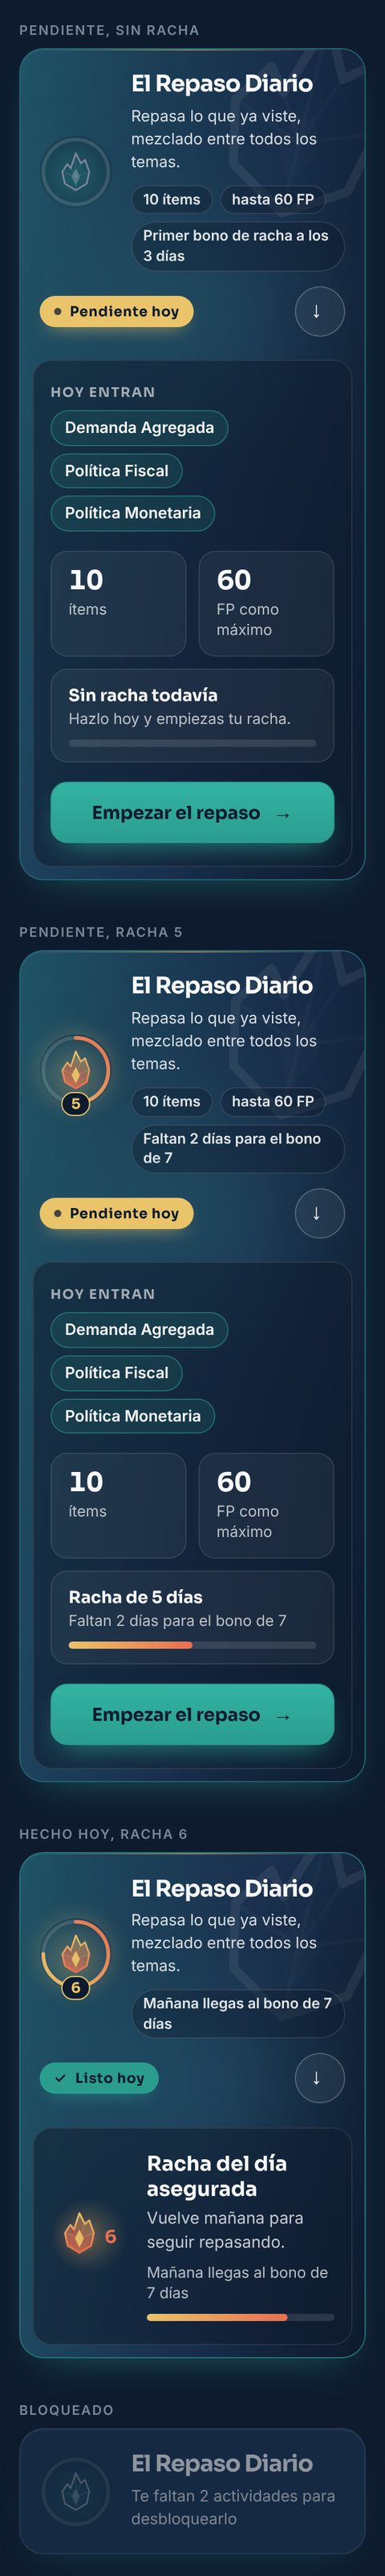 PENDIENTE, SIN RACHA
El Repaso Diario
Repasa lo que ya viste,
mezclado entre todos los
temas.
10 ítems
hasta 60 FP
Primer bono de racha a los
3 días
Pendiente hoy
↓
HOY ENTRAN
Demanda Agregada
Política Fiscal
Política Monetaria
10
ítems
60
FP como
máximo
Sin racha todavía
Hazlo hoy y empiezas tu racha.
Empezar el repaso →
PENDIENTE, RACHA 5
El Repaso Diario
Repasa lo que ya viste,
mezclado entre todos los
temas.
5
10 ítems
hasta 60 FP
Faltan 2 días para el bono
de 7
Pendiente hoy
↓
HOY ENTRAN
Demanda Agregada
Política Fiscal
Política Monetaria
10
ítems
60
FP como
máximo
Racha de 5 días
Faltan 2 días para el bono de 7
Empezar el repaso →
HECHO HOY, RACHA 6
El Repaso Diario
Repasa lo que ya viste,
mezclado entre todos los
temas.
6
Mañana llegas al bono de 7
días
✓ Listo hoy
↓
Racha del día
asegurada
6
Vuelve mañana para
seguir repasando.
Mañana llegas al bono de
7 días
BLOQUEADO
El Repaso Diario
Te faltan 2 actividades para
desbloquearlo